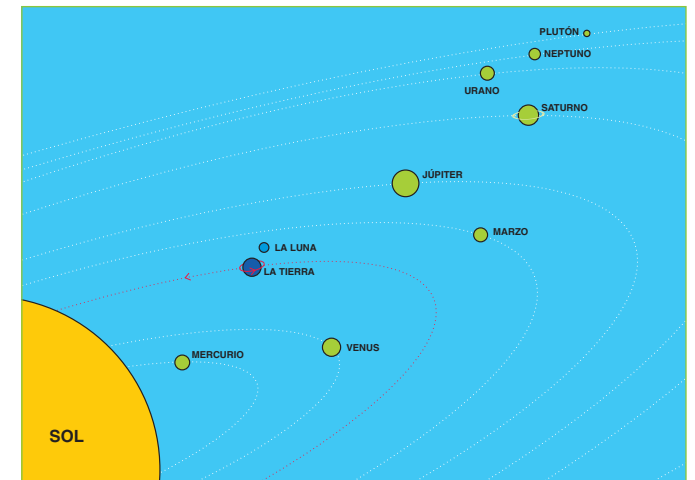 PLUTÓN
NEPTUNO
URANO
SATURNO
JÚPITER
MARZO
LA LUNA
LA TIERRA
VENUS
MERCURIO
SOL